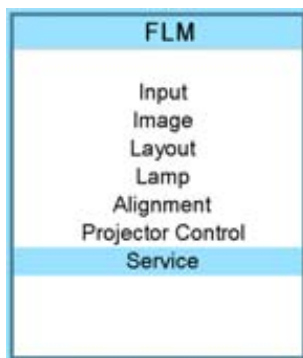 FLM
Input
Image
Layout
Lamp
Alignment
Projector Control
Service